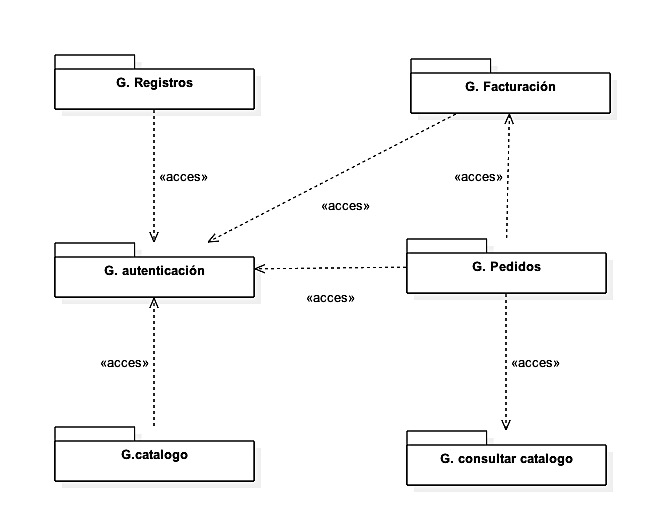 G. Registros
G. Facturación
«acces»
«acces»
«acces»
G. autenticación
G. Pedidos
«acces»
«acces»
«acces»
G.catalogo
G. consultar catalogo